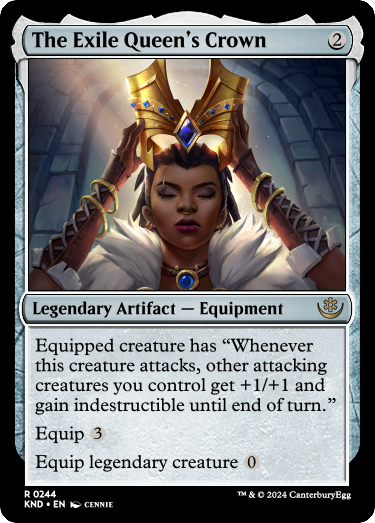 The Exile Queen's Crown 2
Legendary Artifact — Equipment
Equipped creature has “Whenever
this creature attacks, other attacking
creatures you control get +1/+1 and
gain indestructible until end of turn.”
Equip 3
Equip legendary creature 0
R 0244
KND • EN CENNIE
™ & © 2024 CanterburyEgg